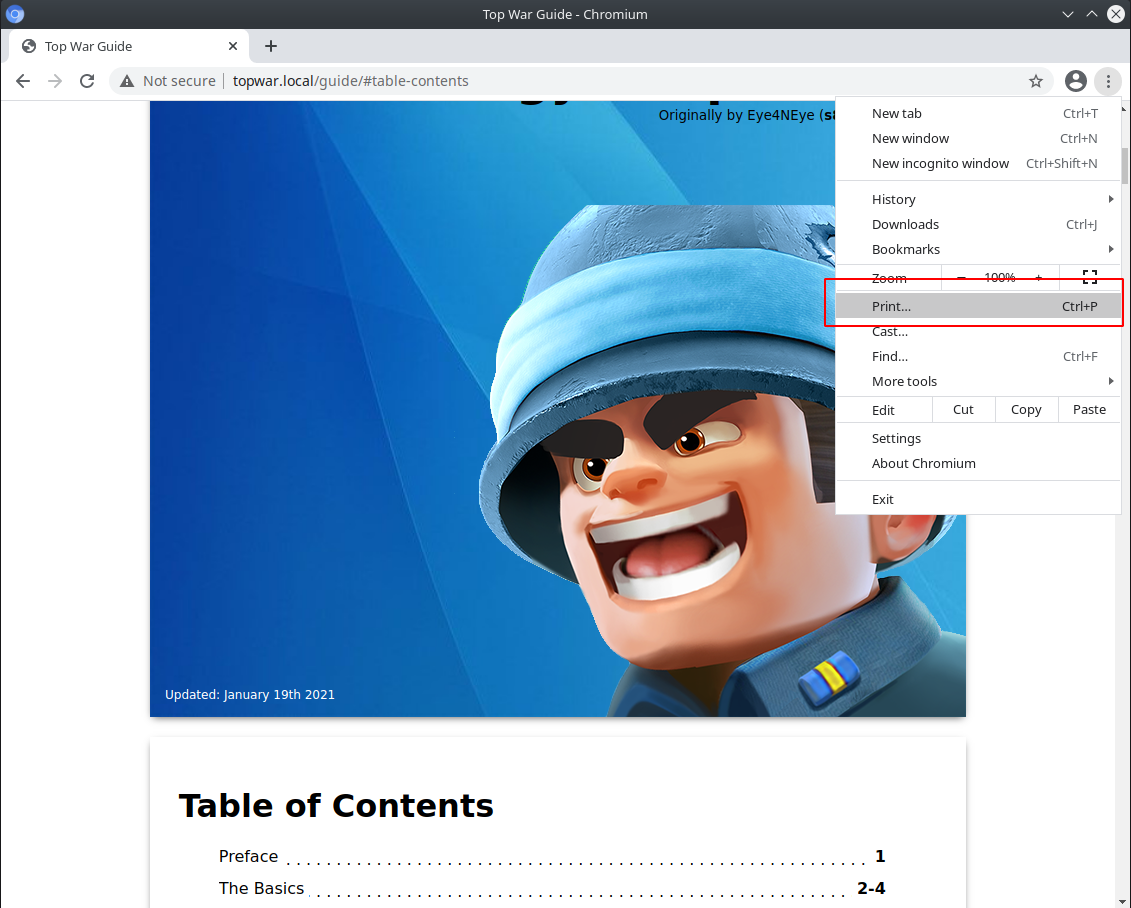 Top War Guide - Chromium
Top War Guide
Not secure topwar.local/guide/#table-contents
Originally by Eye4NEye (
New tab Ctrl+T
New window Ctrl+N
New incognito window Ctrl+Shift+N
History
Downloads Ctrl+J
Bookmarks
Zoom − 100% +
Print... Ctrl+P
Cast...
Find... Ctrl+F
More tools
Edit Cut Copy Paste
Settings
About Chromium
Exit
Updated: January 19th 2021
Table of Contents
Preface . . . . . . . . . . . . . . . . . . . . . . . . . . . . . . . . . . . . . . . . . . . . . . . . . . . . . . . . . . 1
The Basics . . . . . . . . . . . . . . . . . . . . . . . . . . . . . . . . . . . . . . . . . . . . . . . . . . . . . . 2-4